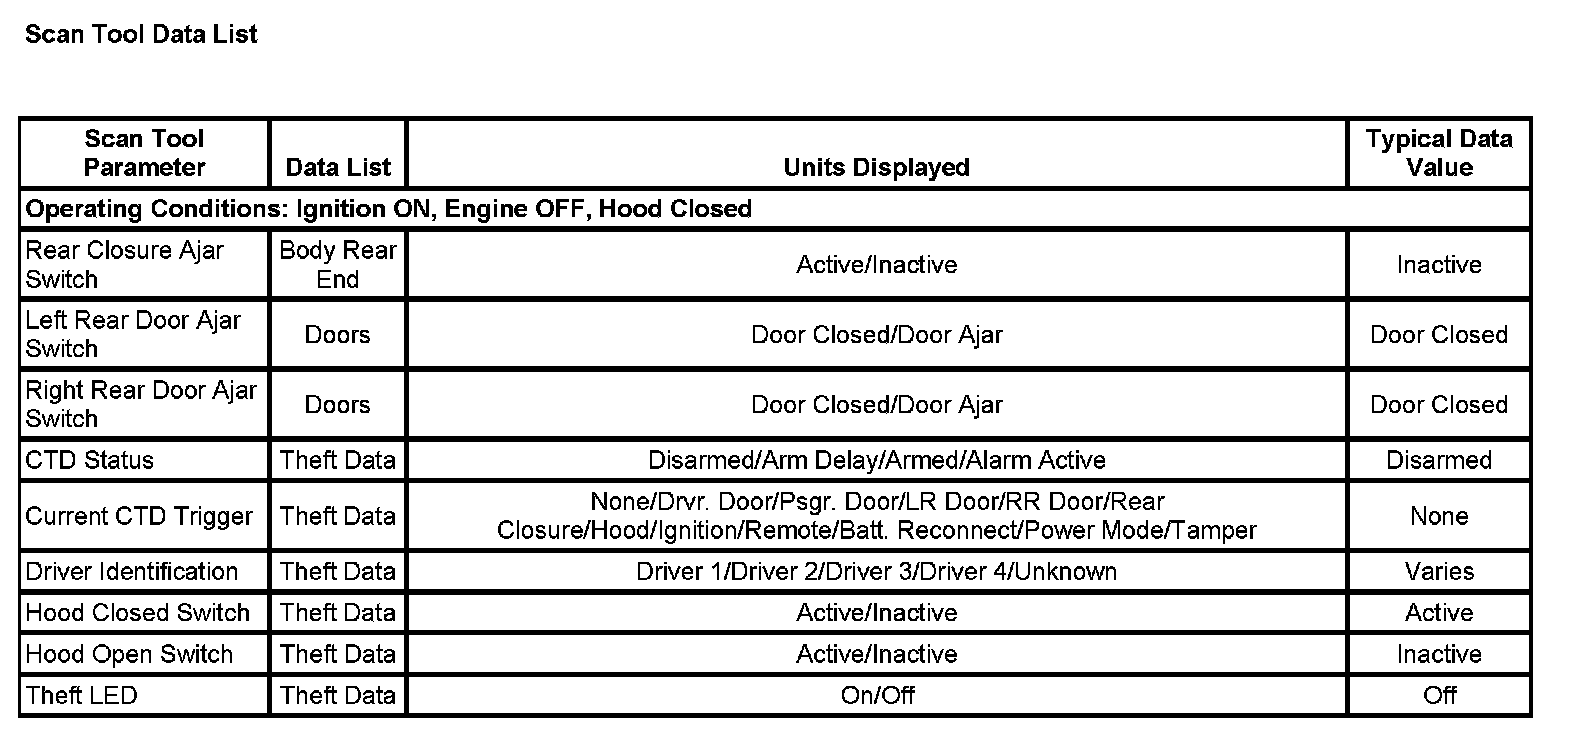 Scan Tool Data List
Scan Tool
Parameter
Data List
Units Displayed
Typical Data
Value
Operating Conditions: Ignition ON, Engine OFF, Hood Closed
Rear Closure Ajar
Switch
Body Rear
End
Active/Inactive
Inactive
Left Rear Door Ajar
Switch
Doors
Door Closed/Door Ajar
Door Closed
Right Rear Door Ajar
Switch
Doors
Door Closed/Door Ajar
Door Closed
CTD Status
Theft Data
Disarmed/Arm Delay/Armed/Alarm Active
Disarmed
Current CTD Trigger
Theft Data
None/Drvr. Door/Psgr. Door/LR Door/RR Door/Rear
Closure/Hood/Ignition/Remote/Batt. Reconnect/Power Mode/Tamper
None
Driver Identification
Theft Data
Driver 1/Driver 2/Driver 3/Driver 4/Unknown
Varies
Hood Closed Switch
Theft Data
Active/Inactive
Active
Hood Open Switch
Theft Data
Active/Inactive
Inactive
Theft LED
Theft Data
On/Off
Off